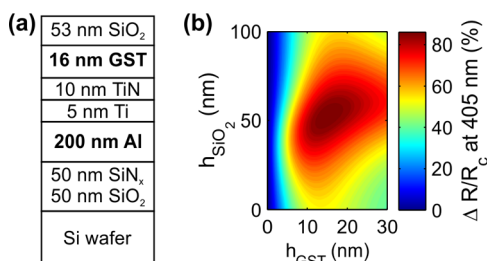 (a)
53 nm SiO₂
16 nm GST
10 nm TiN
5 nm Ti
200 nm Al
50 nm SiNₓ
50 nm SiO₂
Si wafer
(b)
100
50
0
h_SiO₂ (nm)
0 10 20 30
h_GST (nm)
80
60
40
20
0
Δ R/R_c at 405 nm (%)